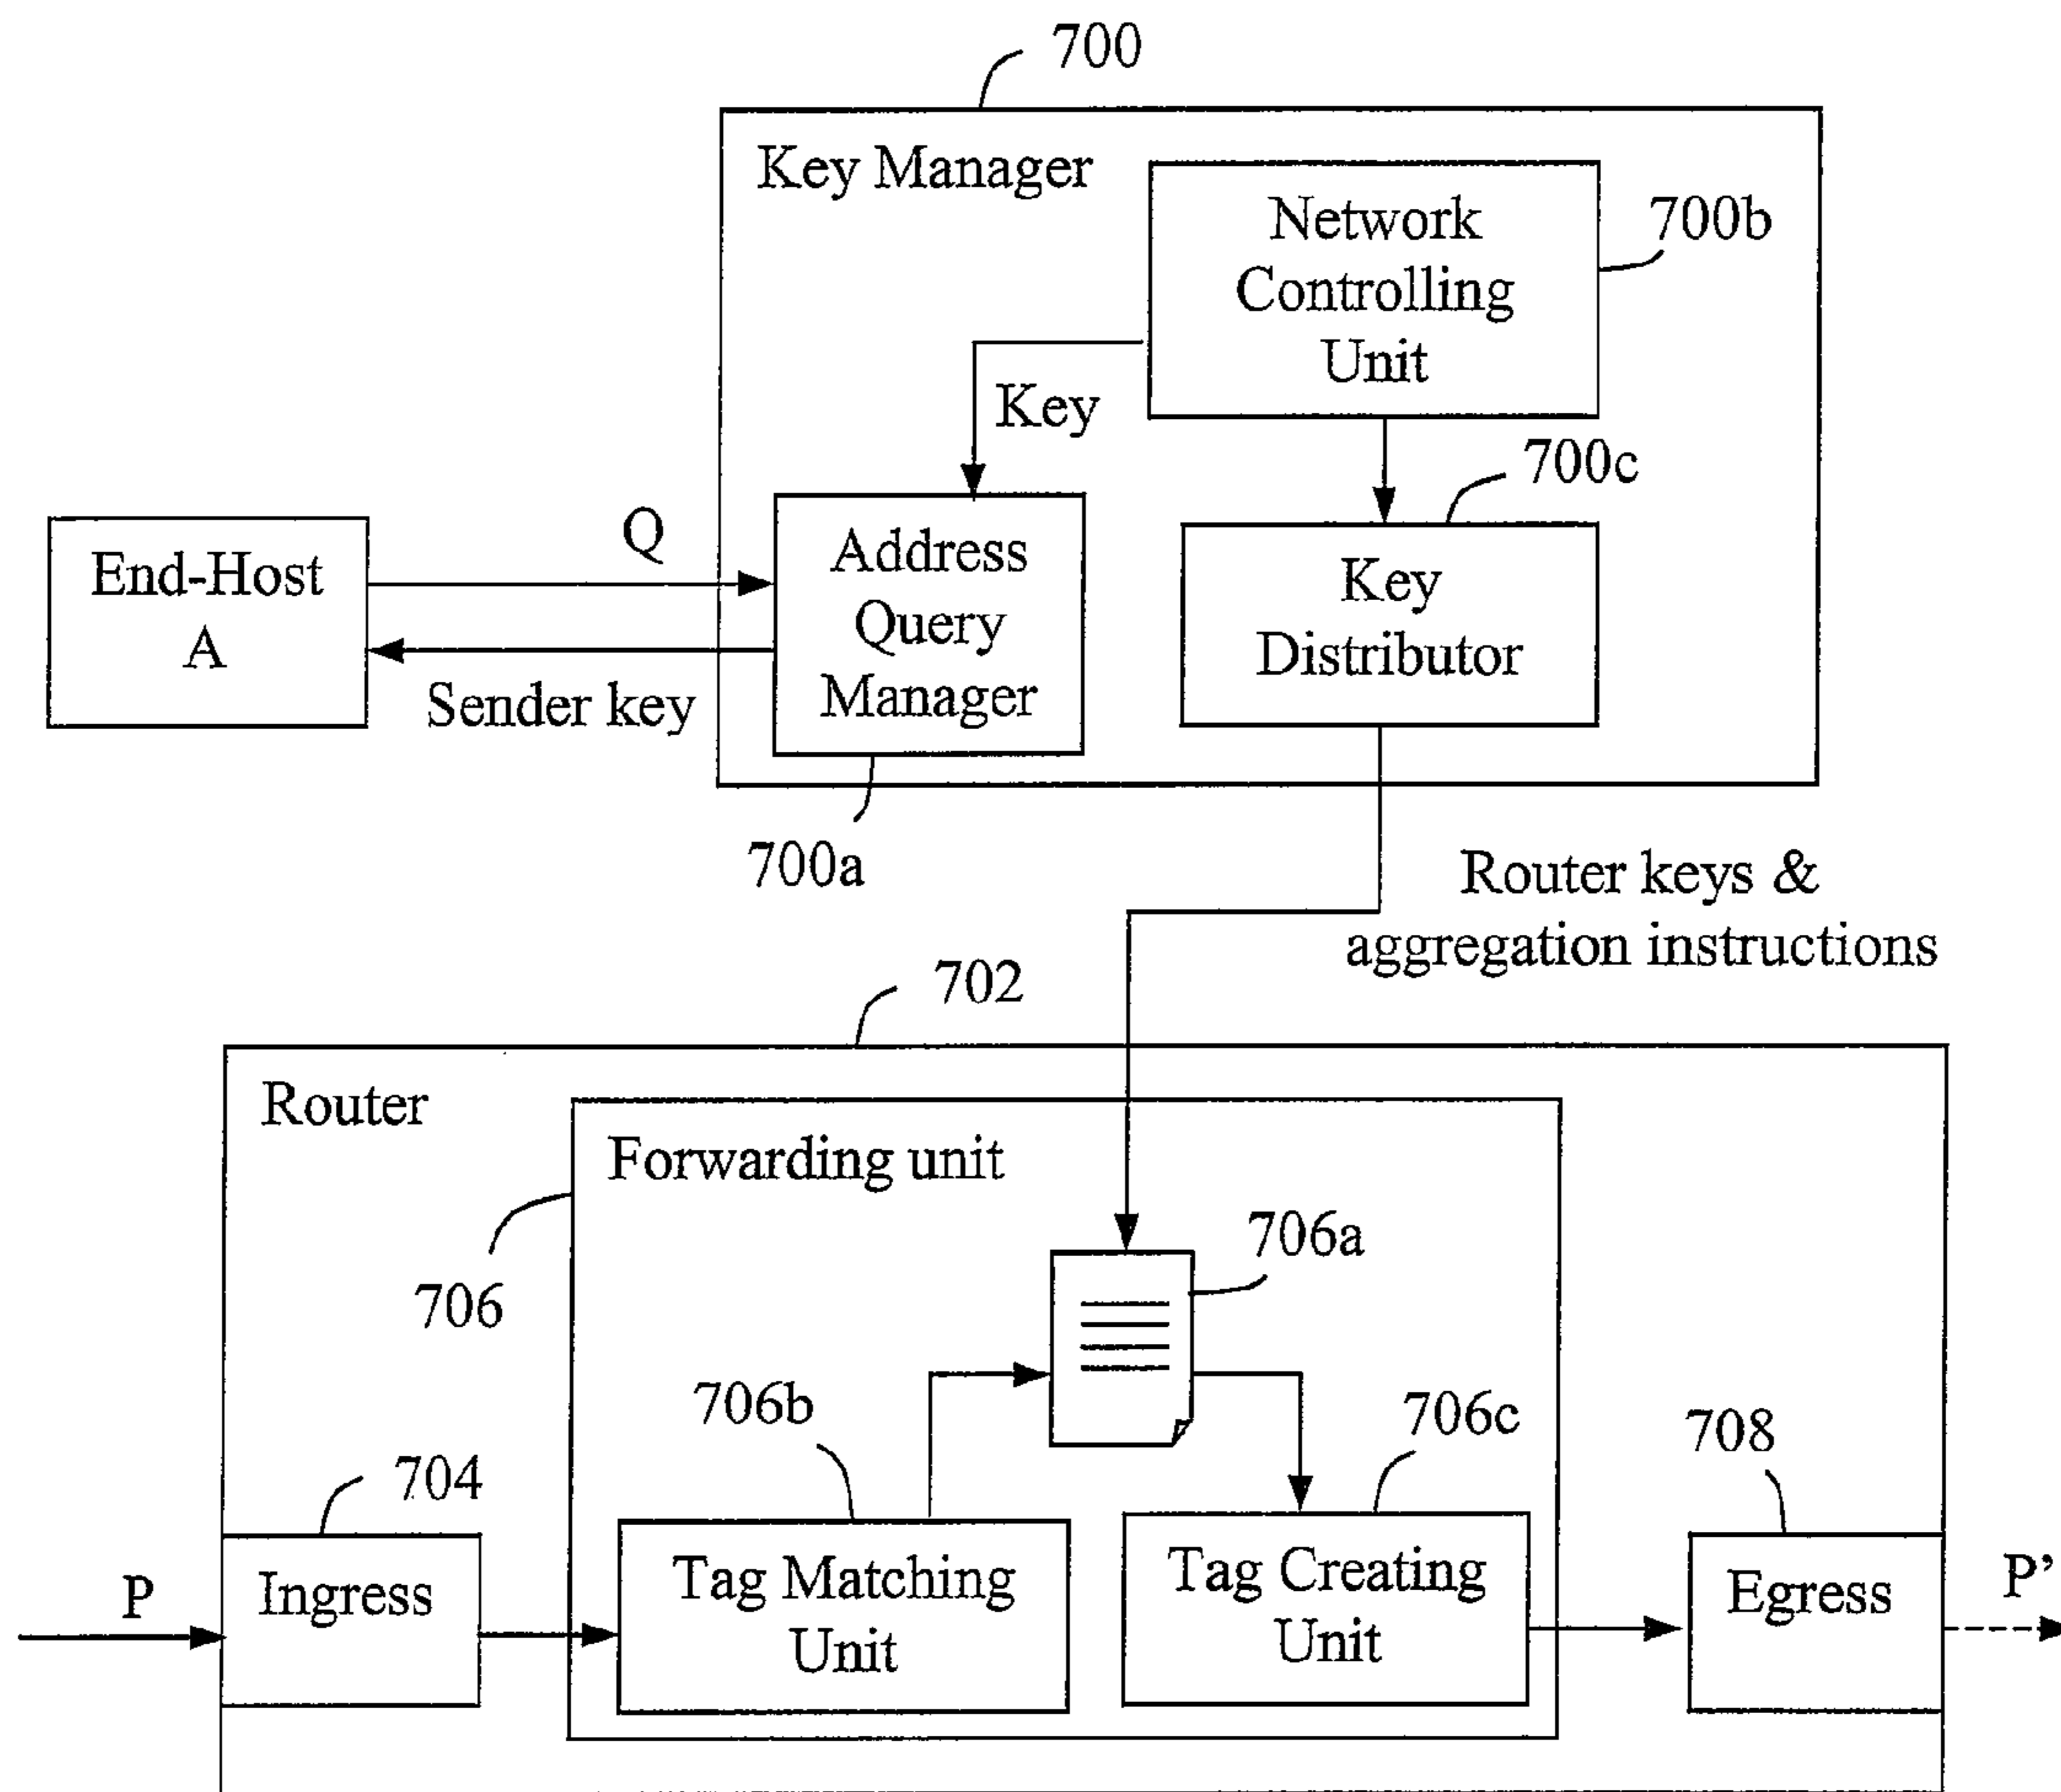 700
Key Manager
Network
Controlling
Unit
700b
Key
700c
End-Host
A
Q
Sender key
Address
Query
Manager
Key
Distributor
700a
Router keys &
aggregation instructions
702
Router
Forwarding unit
706
706a
706b
706c
704
708
P
Ingress
Tag Matching
Unit
Tag Creating
Unit
Egress
P'